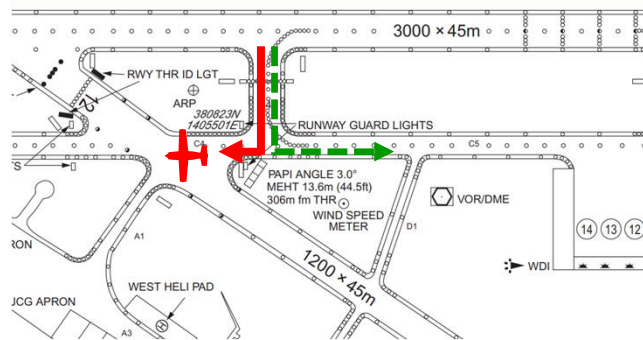 3000 × 45m
RWY THR ID LGT
ARP
380823N
1405501E
12
RUNWAY GUARD LIGHTS
C4
C5
PAPI ANGLE 3.0°
MEHT 13.6m (44.5ft)
306m fm THR
WIND SPEED
METER
VOR/DME
D1
14
13
12
A1
1200 × 45m
WDI
WEST HELI PAD
H
JCG APRON
A3